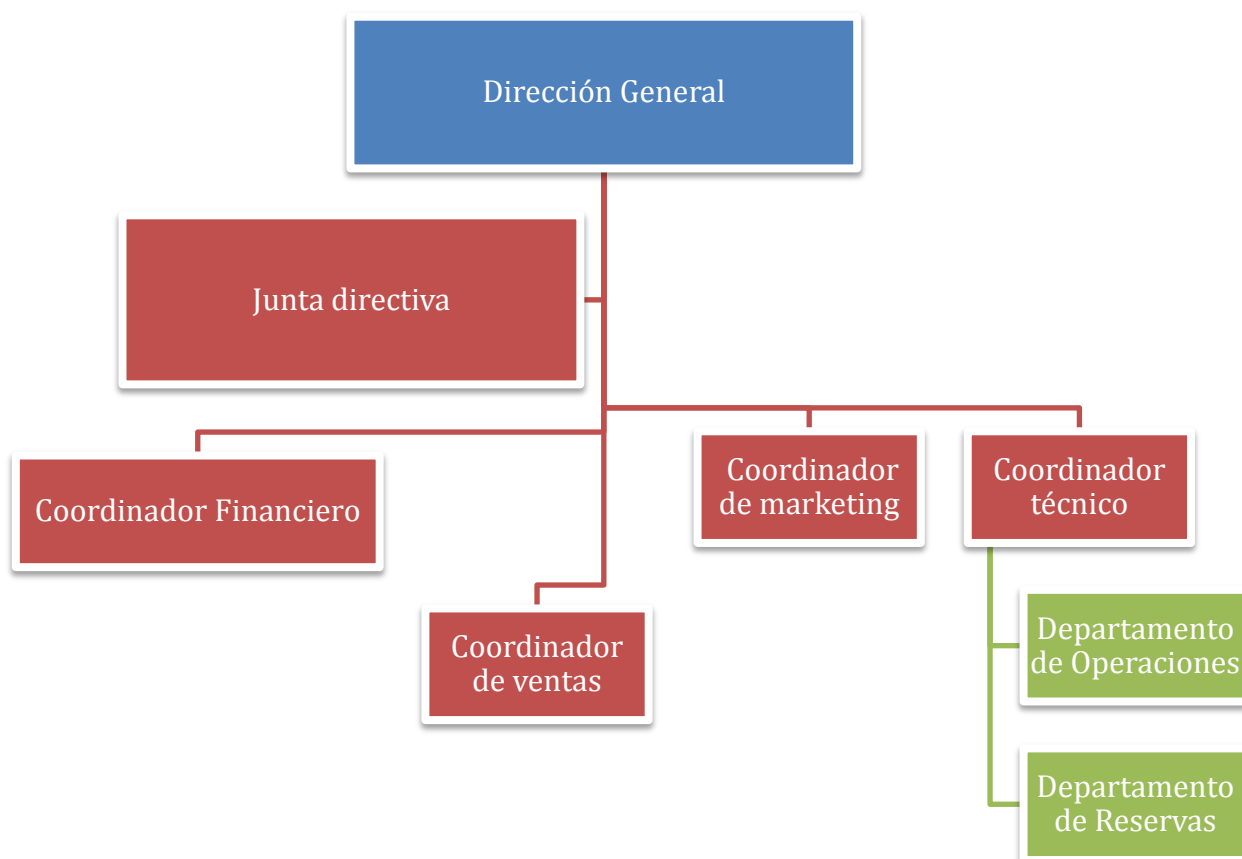 Dirección General
Junta directiva
Coordinador Financiero
Coordinador
de marketing
Coordinador
técnico
Coordinador
de ventas
Departamento
de Operaciones
Departamento
de Reservas